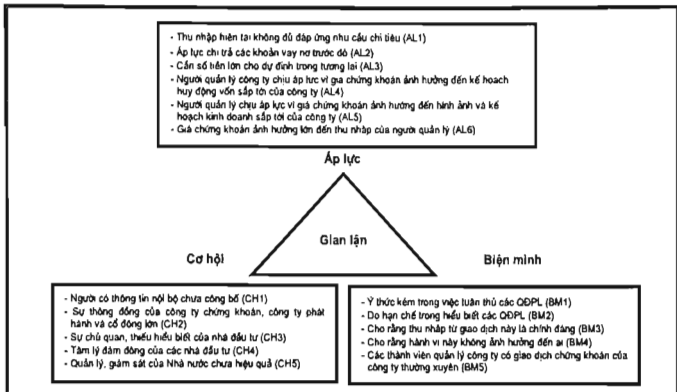 - Thu nhập hiện tại không đủ đáp ứng nhu cầu chi tiêu (AL1)
- Áp lực chi trả các khoản vay nợ trước đó (AL2)
- Cần số tiền lớn cho dự định trong tương lai (AL3)
- Người quản lý công ty chịu áp lực vì giá chứng khoán ảnh hưởng đến kế hoạch
huy động vốn sắp tới của công ty (AL4)
- Người quản lý chịu áp lực vì giá chứng khoán ảnh hưởng đến hình ảnh và kế
hoạch kinh doanh sắp tới của công ty (AL5)
- Giá chứng khoán ảnh hưởng lớn đến thu nhập của người quản lý (AL6)
Áp lực
Gian lận
Cơ hội
Biện minh
- Người có thông tin nội bộ chưa công bố (CH1)
- Sự thông đồng của công ty chứng khoán, công ty phát
hành và cổ đông lớn (CH2)
- Sự chủ quan, thiếu hiểu biết của nhà đầu tư (CH3)
- Tâm lý đám đông của các nhà đầu tư (CH4)
- Quản lý, giám sát của Nhà nước chưa hiệu quả (CH5)
- Ý thức kém trong việc tuân thủ các QĐPL (BM1)
- Do hạn chế trong hiểu biết các QĐPL (BM2)
- Cho rằng thu nhập từ giao dịch này là chính đáng (BM3)
- Cho rằng hành vi này không ảnh hưởng đến ai (BM4)
- Các thành viên quản lý công ty có giao dịch chứng khoán của
công ty thường xuyên (BM5)